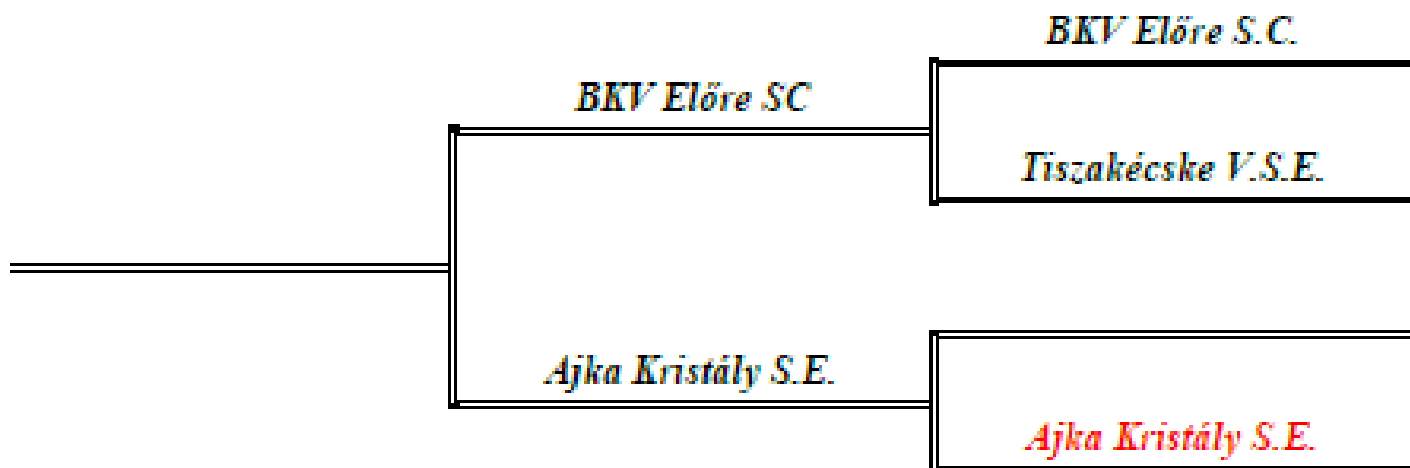 BKV Előre S.C.
BKV Előre SC
Tiszakécske V.S.E.
Ajka Kristály S.E.
Ajka Kristály S.E.